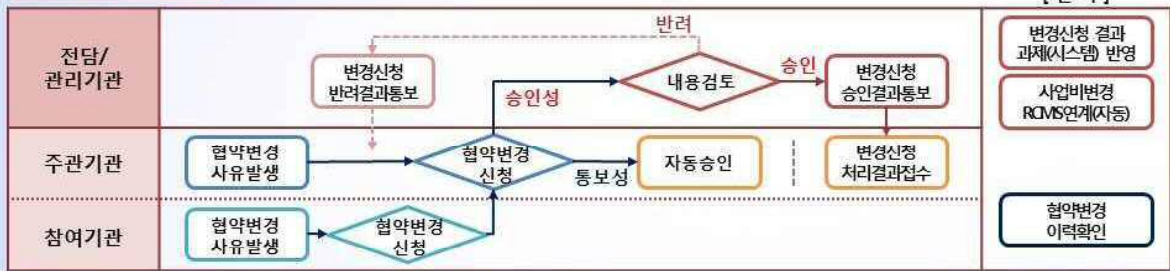 전담/
관리기관
반려
변경신청
반려결과통보
승인성
내용검토
승인
변경신청
승인결과통보
변경신청 결과
과제(시스템) 반영
사업비변경
RCMS연계(자동)
주관기관
협약변경
사유발생
협약변경
신청
통보성
자동승인
변경신청
처리결과접수
참여기관
협약변경
사유발생
협약변경
신청
협약변경
이력확인